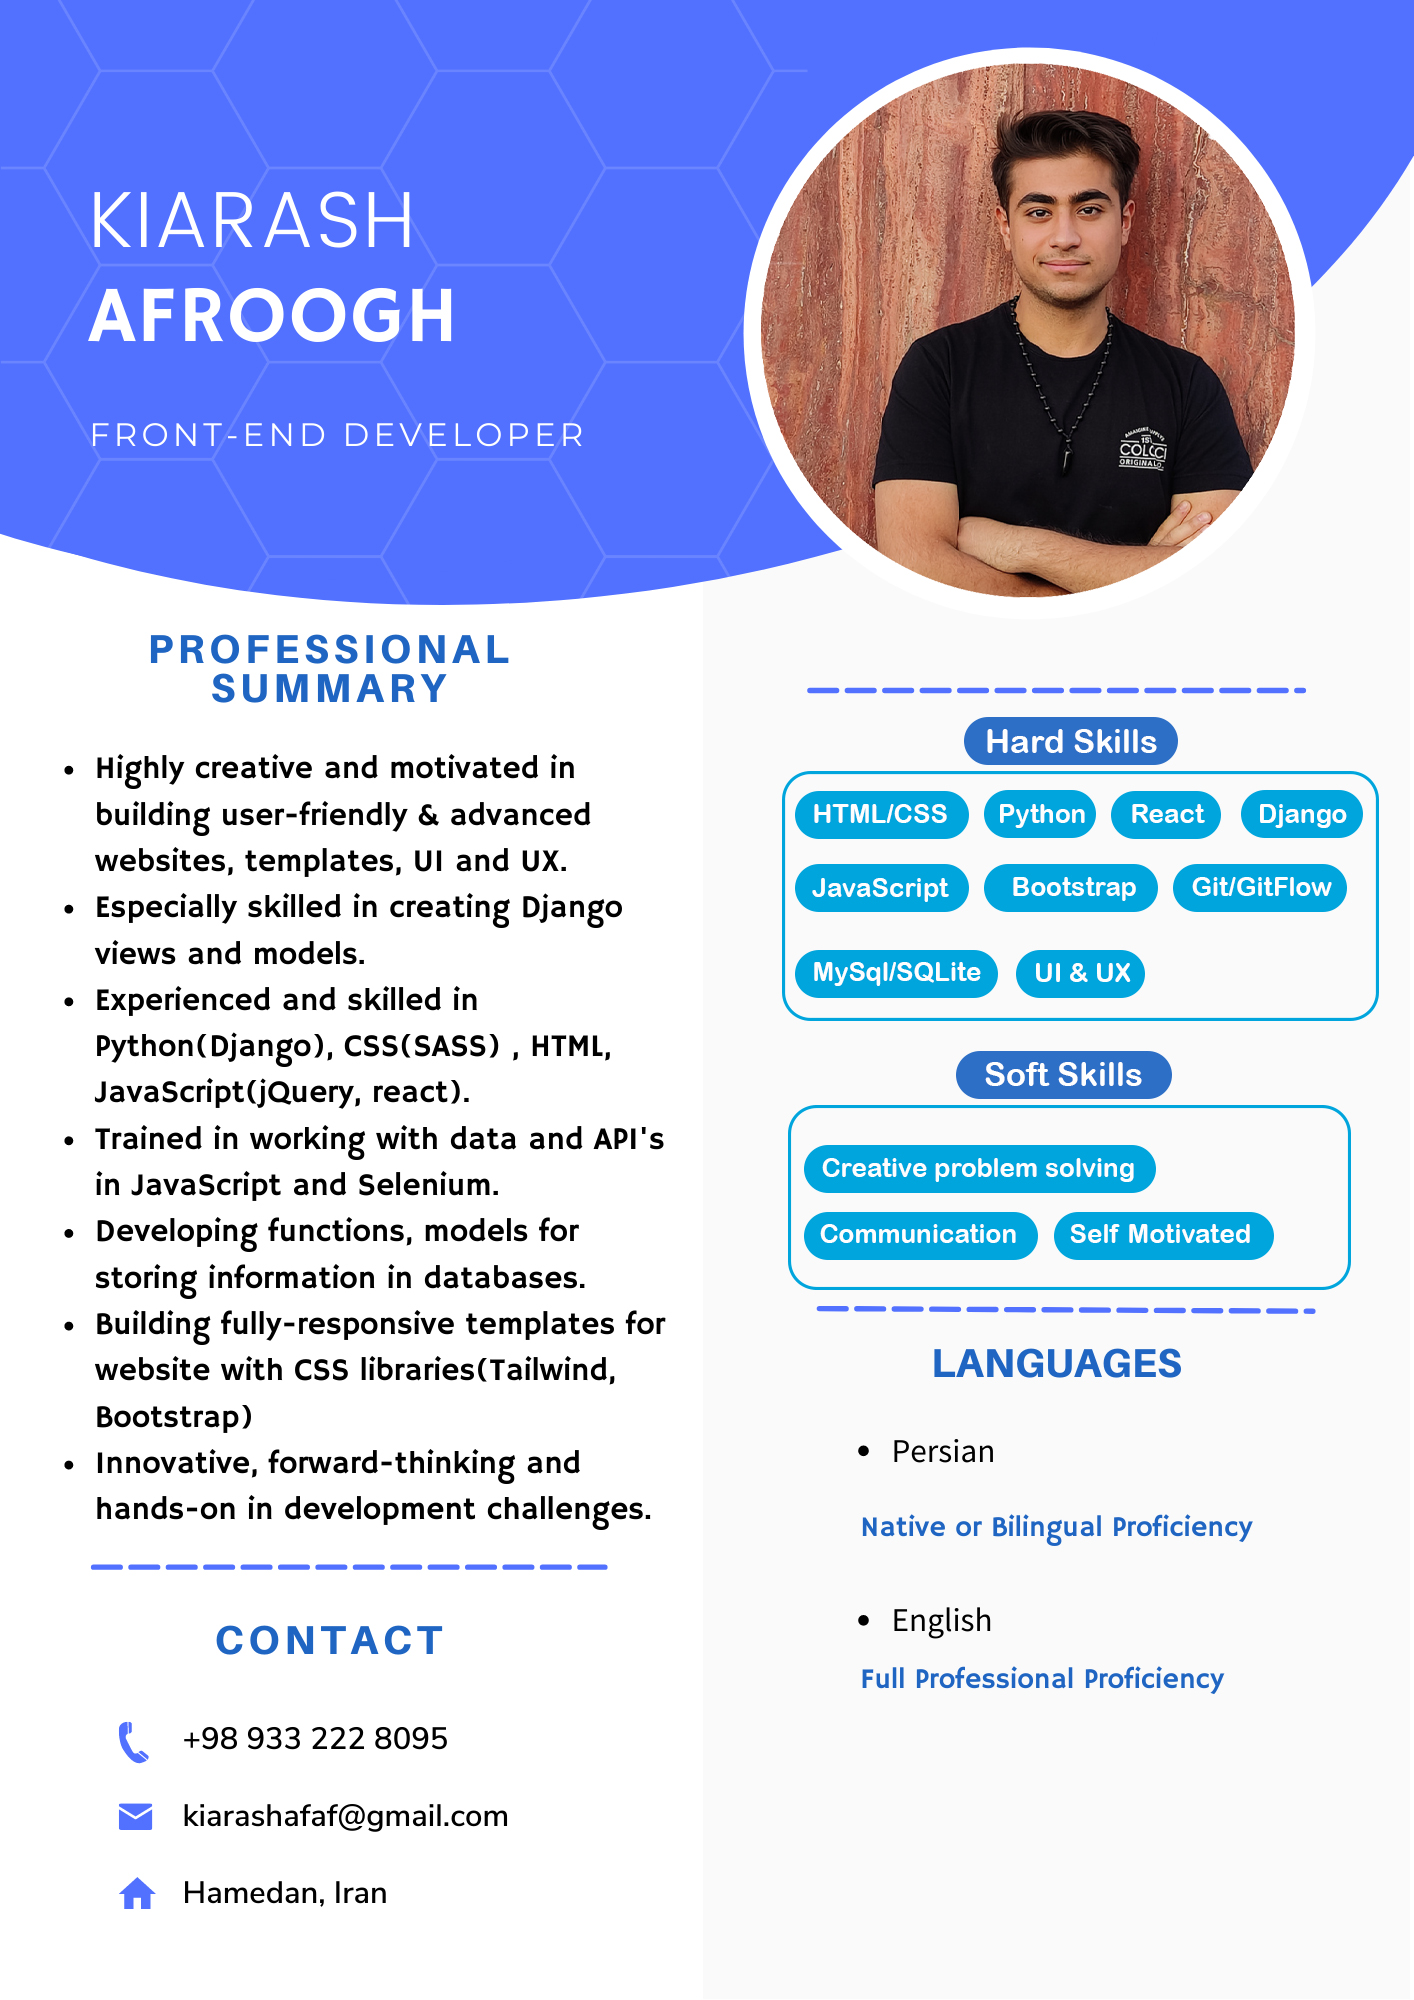 KIARASH
AFROOGH
FRONT-END DEVELOPER
COLCCI
ORIGINAL
PROFESSIONAL
SUMMARY
• Highly creative and motivated in
building user-friendly & advanced
websites, templates, UI and UX.
• Especially skilled in creating Django
views and models.
• Experienced and skilled in
Python(Django), CSS(SASS) , HTML,
JavaScript(jQuery, react).
• Trained in working with data and API's
in JavaScript and Selenium.
• Developing functions, models for
storing information in databases.
• Building fully-responsive templates for
website with CSS libraries(Tailwind,
Bootstrap)
• Innovative, forward-thinking and
hands-on in development challenges.
CONTACT
+98 933 222 8095
kiarashafaf@gmail.com
Hamedan, Iran
Hard Skills
HTML/CSS Python React Django
JavaScript Bootstrap Git/GitFlow
MySql/SQLite UI & UX
Soft Skills
Creative problem solving
Communication Self Motivated
LANGUAGES
• Persian
Native or Bilingual Proficiency
• English
Full Professional Proficiency